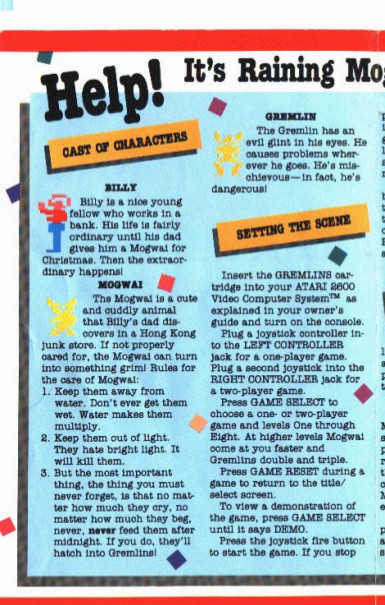 Help! It's Raining
CAST OF CHARACTERS
BILLY
Billy is a nice young
fellow who works in a
bank. His life is fairly
ordinary until his dad
gives him a Mogwai for
Christmas. Then the extraor-
dinary happens!
MOGWAI
The Mogwai is a cute
and cuddly animal
that Billy's dad dis-
covers in a Hong Kong
junk store. If not properly
cared for, the Mogwai can turn
into something grim! Rules for
the care of Mogwai:
1. Keep them away from
water. Don't ever get them
wet. Water makes them
multiply.
2. Keep them out of light.
They hate bright light. It
will kill them.
3. But the most important
thing, the thing you must
never forget, is that no mat-
ter how much they cry, no
matter how much they beg,
never, never feed them after
midnight. If you do, they'll
hatch into Gremlins!
GREMLIN
The Gremlin has an
evil glint in his eyes. He
causes problems wher-
ever he goes. He's mis-
chievous—in fact, he's
dangerous!
SETTING THE SCENE
Insert the GREMLINS car-
tridge into your ATARI 2600
Video Computer System™ as
explained in your owner's
guide and turn on the console.
Plug a joystick controller in-
to the LEFT CONTROLLER
jack for a one-player game.
Plug a second joystick into the
RIGHT CONTROLLER jack for
a two-player game.
Press GAME SELECT to
choose a one- or two-player
game and levels One through
Eight. At higher levels Mogwai
come at you faster and
Gremlins double and triple.
Press GAME RESET during a
game to return to the title/
select screen.
To view a demonstration of
the game, press GAME SELECT
until it says DEMO.
Press the joystick fire button
to start the game. If you stop